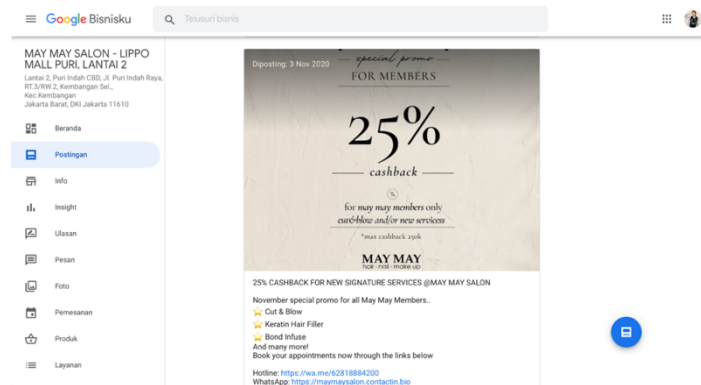 Google Bisnisku
Telusuri bisnis
MAY MAY SALON - LIPPO
MALL PURI, LANTAI 2
Lantai 2, Puri Indah CBD, Jl. Puri Indah Raya,
RT.3/RW.2, Kembangan Sel.,
Kec.Kembangan
Jakarta Barat, DKI Jakarta 11610
Beranda
Postingan
Info
Insight
Ulasan
Pesan
Foto
Pemesanan
Produk
Layanan
Diposting: 3 Nov 2020
special promo
FOR MEMBERS
25%
cashback
%
for may may members only
cut&blow and/or new servicess
*max cashback 250k
MAY MAY
hair - nail - make up
25% CASHBACK FOR NEW SIGNATURE SERVICES @MAY MAY SALON
November special promo for all May May Members..
Cut & Blow
Keratin Hair Filler
Bond Infuse
And many more!
Book your appointments now through the links below
Hotline: https://wa.me/62818884200
WhatsApp: https://maymaysalon.contactin.bio